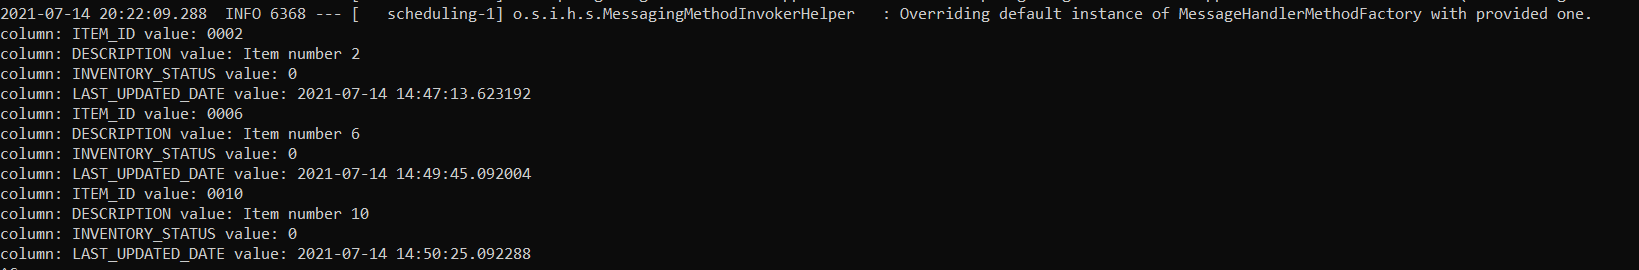 2021-07-14 20:22:09.288  INFO 6368 --- [   scheduling-1] o.s.i.h.s.MessagingMethodInvokerHelper   : Overriding default instance of MessageHandlerMethodFactory with provided one.
column: ITEM_ID value: 0002
column: DESCRIPTION value: Item number 2
column: INVENTORY_STATUS value: 0
column: LAST_UPDATED_DATE value: 2021-07-14 14:47:13.623192
column: ITEM_ID value: 0006
column: DESCRIPTION value: Item number 6
column: INVENTORY_STATUS value: 0
column: LAST_UPDATED_DATE value: 2021-07-14 14:49:45.092004
column: ITEM_ID value: 0010
column: DESCRIPTION value: Item number 10
column: INVENTORY_STATUS value: 0
column: LAST_UPDATED_DATE value: 2021-07-14 14:50:25.092288